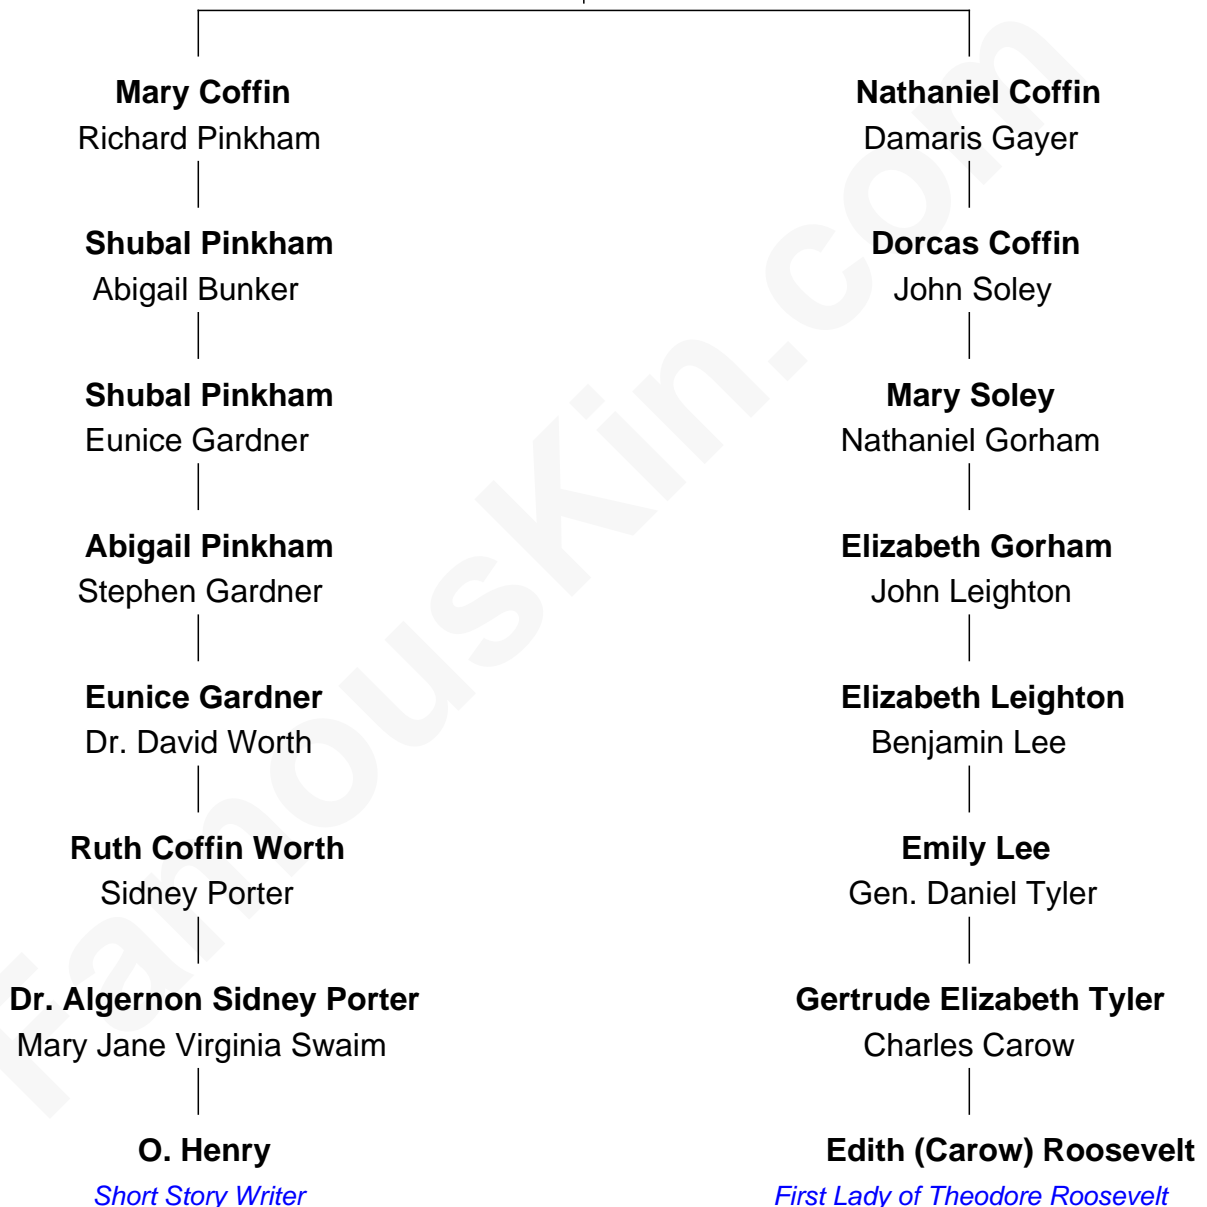 Mary Coffin
Richard Pinkham
Shubal Pinkham
Abigail Bunker
Shubal Pinkham
Eunice Gardner
Abigail Pinkham
Stephen Gardner
Eunice Gardner
Dr. David Worth
Ruth Coffin Worth
Sidney Porter
Dr. Algernon Sidney Porter
Mary Jane Virginia Swaim
O. Henry
Short Story Writer
Nathaniel Coffin
Damaris Gayer
Dorcas Coffin
John Soley
Mary Soley
Nathaniel Gorham
Elizabeth Gorham
John Leighton
Elizabeth Leighton
Benjamin Lee
Emily Lee
Gen. Daniel Tyler
Gertrude Elizabeth Tyler
Charles Carow
Edith (Carow) Roosevelt
First Lady of Theodore Roosevelt
FamousKin.com